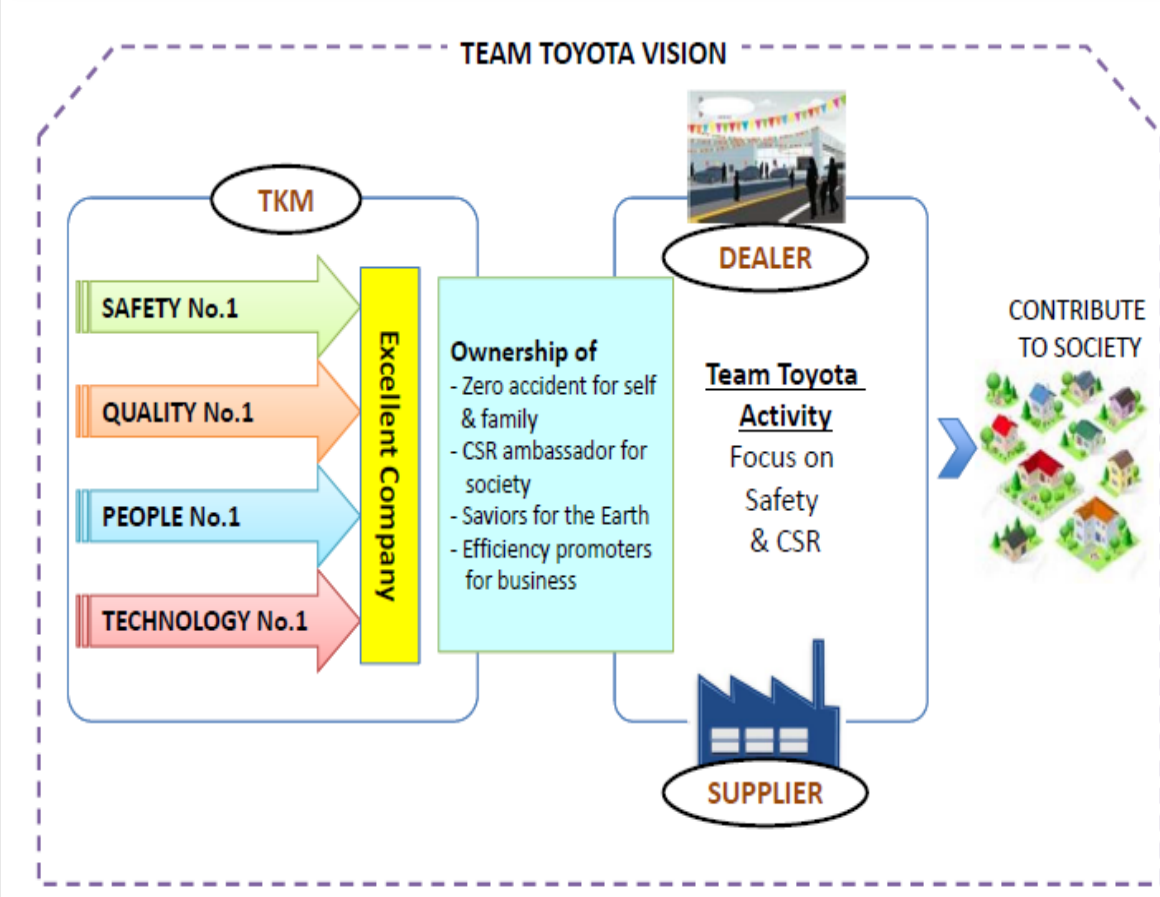 TEAM TOYOTA VISION
TKM
SAFETY No.1
QUALITY No.1
PEOPLE No.1
TECHNOLOGY No.1
Excellent Company
Ownership of
- Zero accident for self
& family
- CSR ambassador for
society
- Saviors for the Earth
- Efficiency promoters
for business
DEALER
Team Toyota
Activity
Focus on
Safety
& CSR
SUPPLIER
CONTRIBUTE
TO SOCIETY